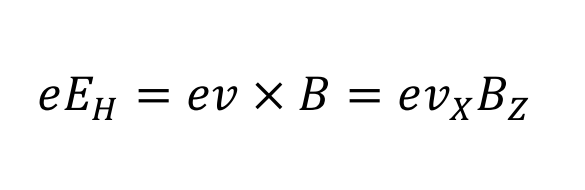 eE_H = ev × B = ev_X B_Z